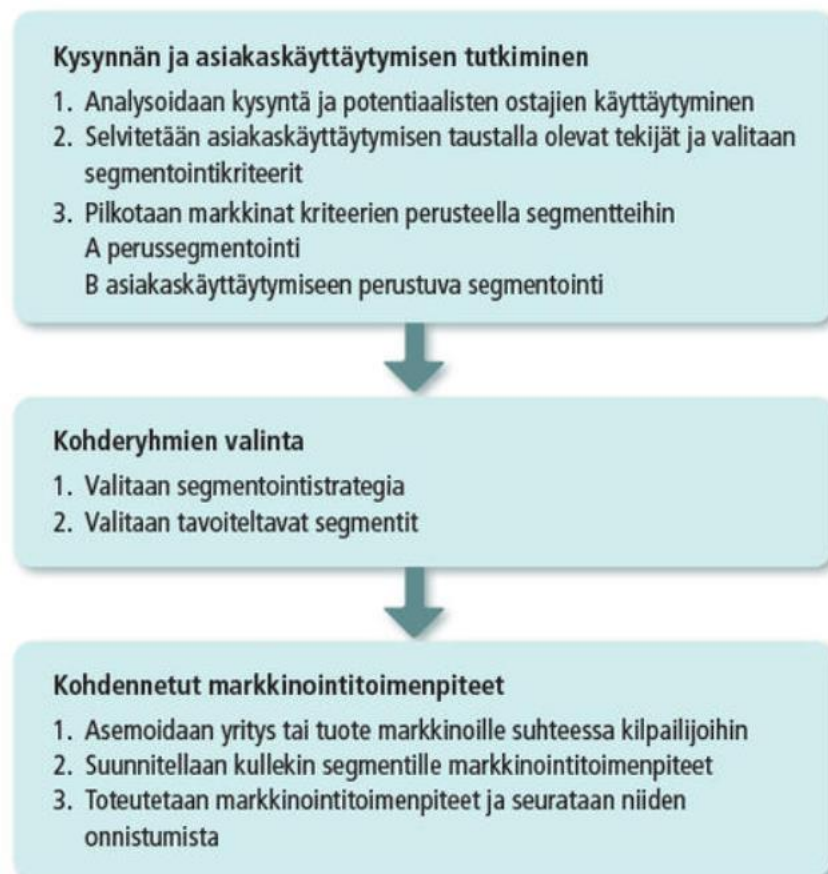 Kysynnän ja asiakaskäyttäytymisen tutkiminen
1. Analysoidaan kysyntä ja potentiaalisten ostajien käyttäytyminen
2. Selvitetään asiakaskäyttäytymisen taustalla olevat tekijät ja valitaan
segmentointikriteerit
3. Pilkotaan markkinat kriteerien perusteella segmentteihin
A perussegmentointi
B asiakaskäyttäytymiseen perustuva segmentointi
Kohderyhmien valinta
1. Valitaan segmentointistrategia
2. Valitaan tavoiteltavat segmentit
Kohdennetut markkinointitoimenpiteet
1. Asemoidaan yritys tai tuote markkinoille suhteessa kilpailijoihin
2. Suunnitellaan kullekin segmentille markkinointitoimenpiteet
3. Toteutetaan markkinointitoimenpiteet ja seurataan niiden
onnistumista